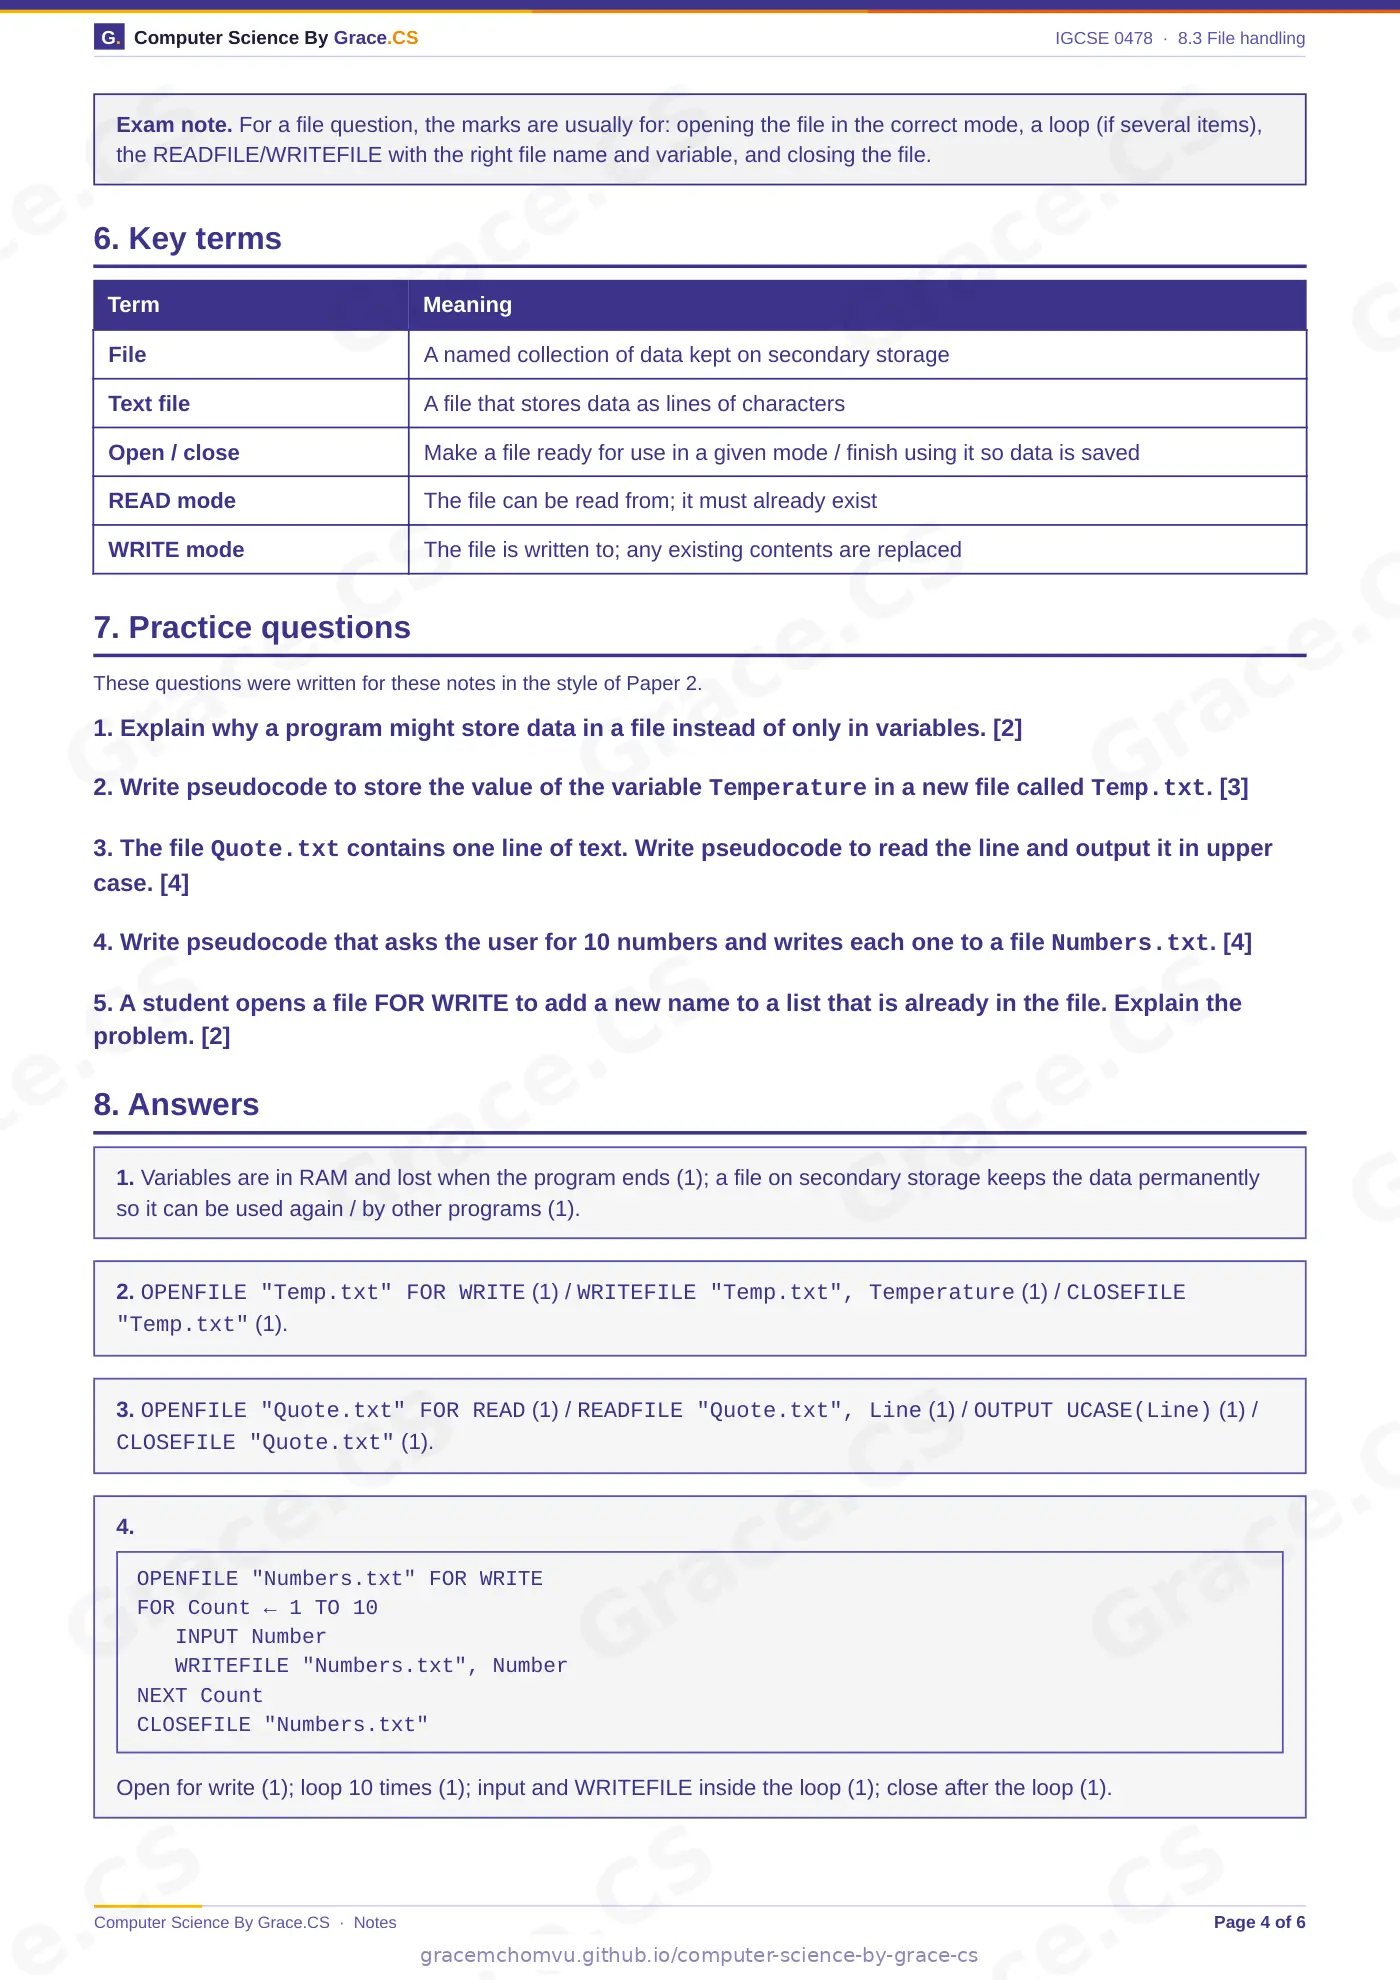 G. Computer Science By Grace.CS
IGCSE 0478 · 8.3 File handling
Exam note. For a file question, the marks are usually for: opening the file in the correct mode, a loop (if several items),
the READFILE/WRITEFILE with the right file name and variable, and closing the file.
6. Key terms
Term Meaning
File A named collection of data kept on secondary storage
Text file A file that stores data as lines of characters
Open / close Make a file ready for use in a given mode / finish using it so data is saved
READ mode The file can be read from; it must already exist
WRITE mode The file is written to; any existing contents are replaced
7. Practice questions
These questions were written for these notes in the style of Paper 2.
1. Explain why a program might store data in a file instead of only in variables. [2]
2. Write pseudocode to store the value of the variable Temperature in a new file called Temp.txt. [3]
3. The file Quote.txt contains one line of text. Write pseudocode to read the line and output it in upper
case. [4]
4. Write pseudocode that asks the user for 10 numbers and writes each one to a file Numbers.txt. [4]
5. A student opens a file FOR WRITE to add a new name to a list that is already in the file. Explain the
problem. [2]
8. Answers
1. Variables are in RAM and lost when the program ends (1); a file on secondary storage keeps the data permanently
so it can be used again / by other programs (1).
2. OPENFILE "Temp.txt" FOR WRITE (1) / WRITEFILE "Temp.txt", Temperature (1) / CLOSEFILE
"Temp.txt" (1).
3. OPENFILE "Quote.txt" FOR READ (1) / READFILE "Quote.txt", Line (1) / OUTPUT UCASE(Line) (1) /
CLOSEFILE "Quote.txt" (1).
4.
OPENFILE "Numbers.txt" FOR WRITE
FOR Count ← 1 TO 10
INPUT Number
WRITEFILE "Numbers.txt", Number
NEXT Count
CLOSEFILE "Numbers.txt"
Open for write (1); loop 10 times (1); input and WRITEFILE inside the loop (1); close after the loop (1).
Computer Science By Grace.CS · Notes
Page 4 of 6
gracemchomvu.github.io/computer-science-by-grace-cs